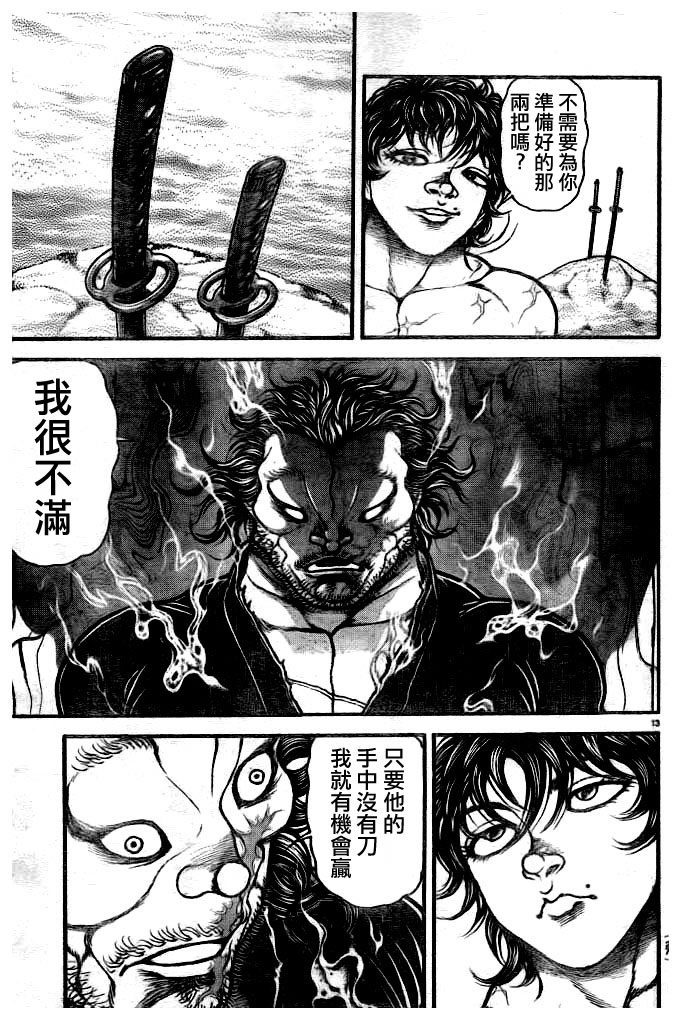 不需要為你
準備好的那
兩把嗎？
我很不滿
13
只要他的
手中沒有刀
我就有機會贏